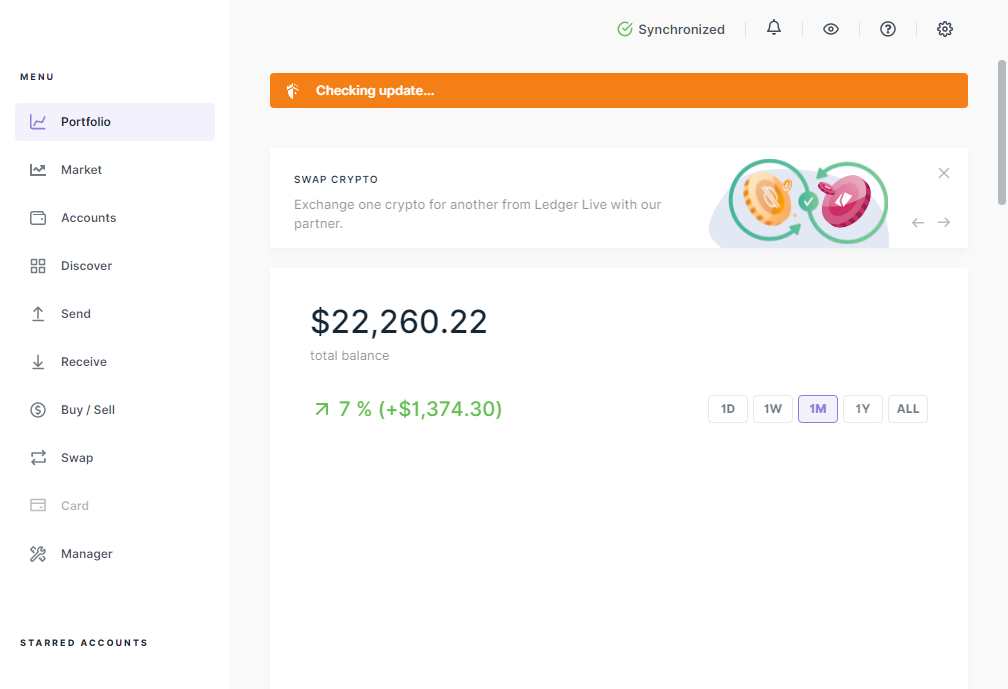 Synchronized
MENU
Portfolio
Market
Accounts
Discover
Send
Receive
Buy / Sell
Swap
Card
Manager
STARRED ACCOUNTS
Checking update...
SWAP CRYPTO
Exchange one crypto for another from Ledger Live with our
partner.
$22,260.22
total balance
7 % (+$1,374.30)
1D 1W 1M 1Y ALL